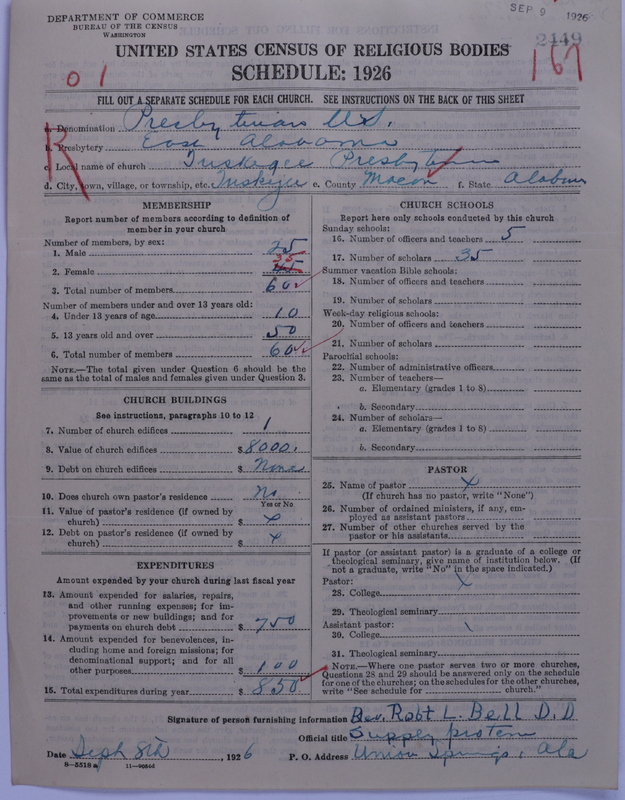 DEPARTMENT OF COMMERCE
BUREAU OF THE CENSUS
WASHINGTON
SEP 9 1926
2449
167
01
R
UNITED STATES CENSUS OF RELIGIOUS BODIES
SCHEDULE: 1926
FILL OUT A SEPARATE SCHEDULE FOR EACH CHURCH. SEE INSTRUCTIONS ON THE BACK OF THIS SHEET
a. Denomination Presbyterian U.S.
b. Presbytery East Alabama
c. Local name of church Tuskegee Presbyterian
d. City, town, village, or township, etc. Tuskegee e. County Macon f. State Alabama
MEMBERSHIP
Report number of members according to definition of member in your church
Number of members, by sex:
1. Male 25
2. Female 35
3. Total number of members 60
Number of members under and over 13 years old:
4. Under 13 years of age 10
5. 13 years old and over 50
6. Total number of members 60
NOTE.—The total given under Question 6 should be the same as the total of males and females given under Question 3.
CHURCH BUILDINGS
See instructions, paragraphs 10 to 12
7. Number of church edifices 1
8. Value of church edifices $8000.
9. Debt on church edifices $ None
10. Does church own pastor's residence No
Yes or No
11. Value of pastor's residence (if owned by church) $ x
12. Debt on pastor's residence (if owned by church) $ x
EXPENDITURES
Amount expended by your church during last fiscal year
13. Amount expended for salaries, repairs, and other running expenses; for improvements or new buildings; and for payments on church debt $ 750
14. Amount expended for benevolences, including home and foreign missions; for denominational support; and for all other purposes $ 100
15. Total expenditures during year $ 850
CHURCH SCHOOLS
Report here only schools conducted by this church
Sunday schools:
16. Number of officers and teachers 5
17. Number of scholars 35
Summer vacation Bible schools:
18. Number of officers and teachers
19. Number of scholars
Week-day religious schools:
20. Number of officers and teachers
21. Number of scholars
Parochial schools:
22. Number of administrative officers
23. Number of teachers—
a. Elementary (grades 1 to 8)
b. Secondary
24. Number of scholars—
a. Elementary (grades 1 to 8)
b. Secondary
PASTOR
25. Name of pastor x
(If church has no pastor, write "None")
26. Number of ordained ministers, if any, employed as assistant pastors
27. Number of other churches served by the pastor or his assistants
If pastor (or assistant pastor) is a graduate of a college or theological seminary, give name of institution below. (If not a graduate, write "No" in the space indicated.)
Pastor:
28. College x
29. Theological seminary
Assistant pastor:
30. College \
31. Theological seminary
NOTE.—Where one pastor serves two or more churches, Questions 28 and 29 should be answered only on the schedule for one of the churches; on the schedules for the other churches, write "See schedule for church."
Signature of person furnishing information Rev. Robt L. Bell D.D
Official title Supply protem
Date Seph 8th, 1926 P. O. Address Union Springs, Ala
8-5518a